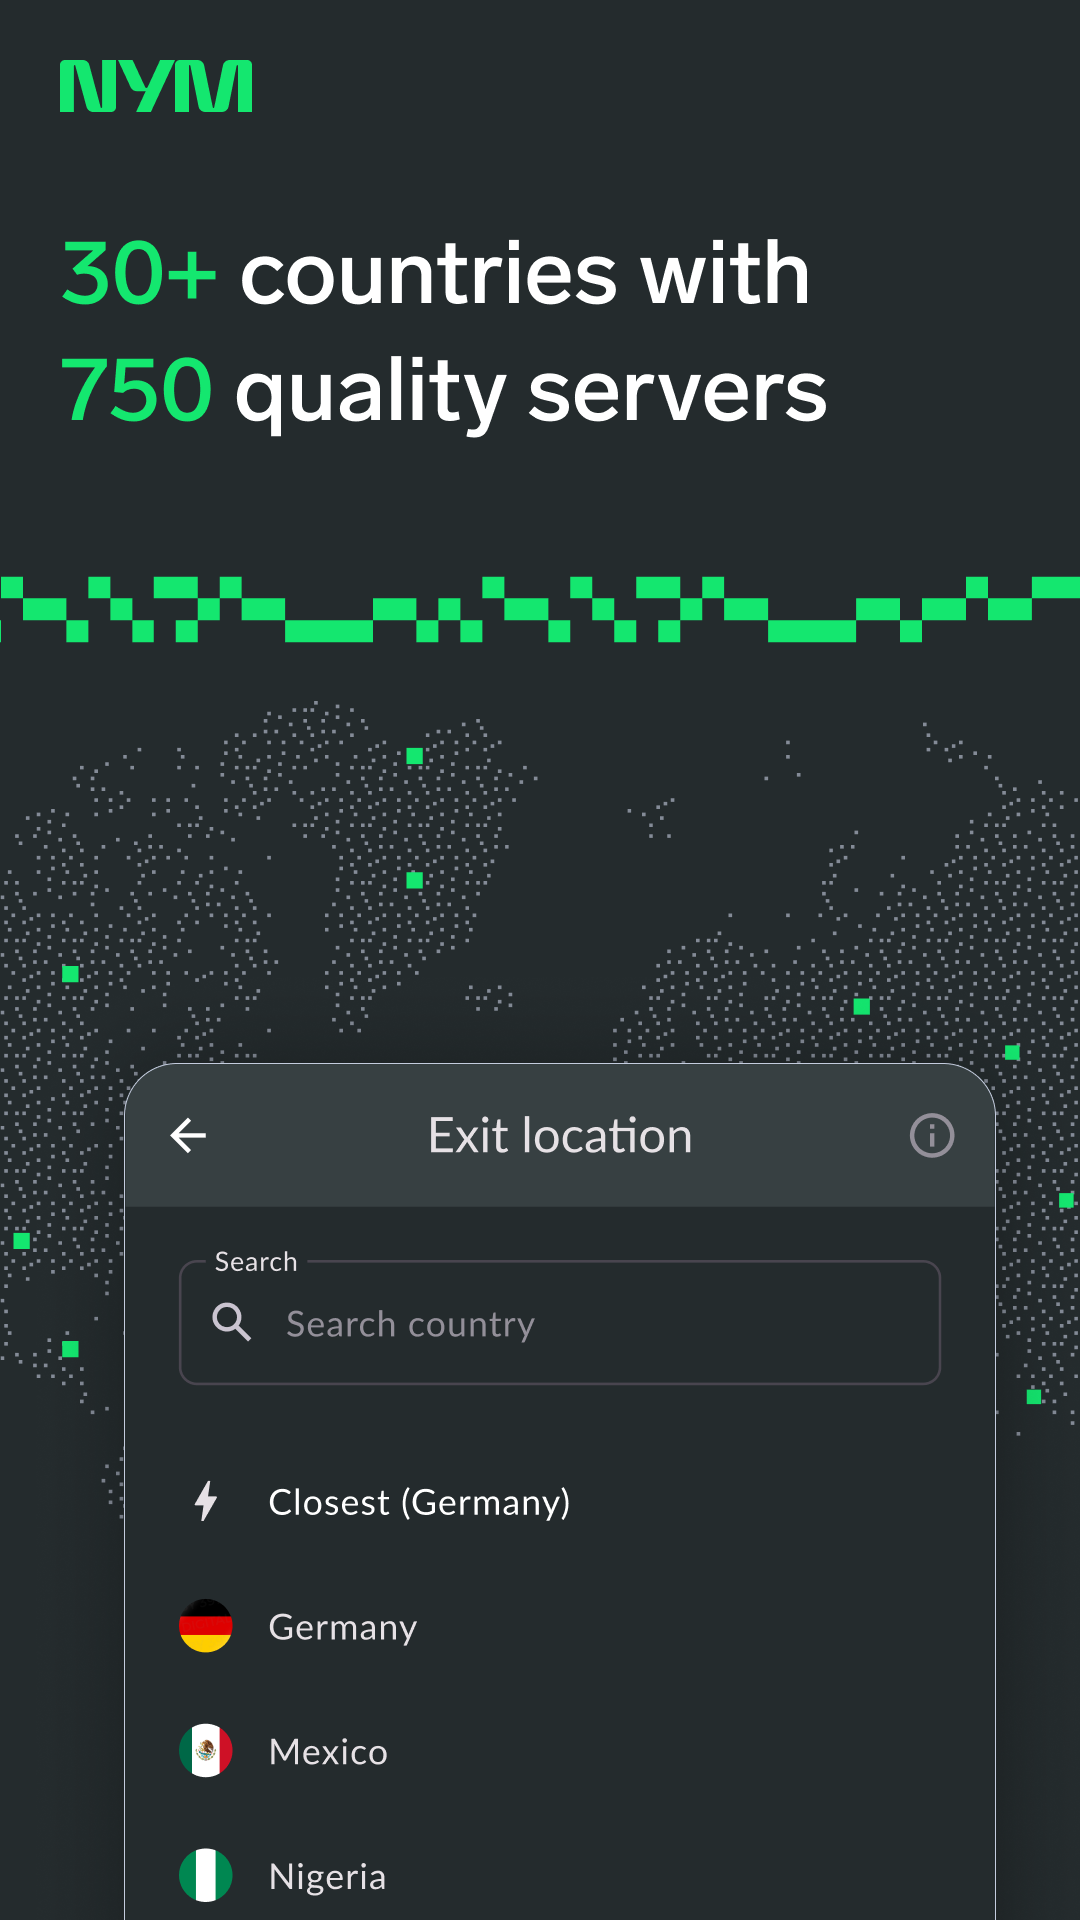 NYM
30+ countries with
750 quality servers
Exit location
Search
Search country
Closest (Germany)
Germany
Mexico
Nigeria